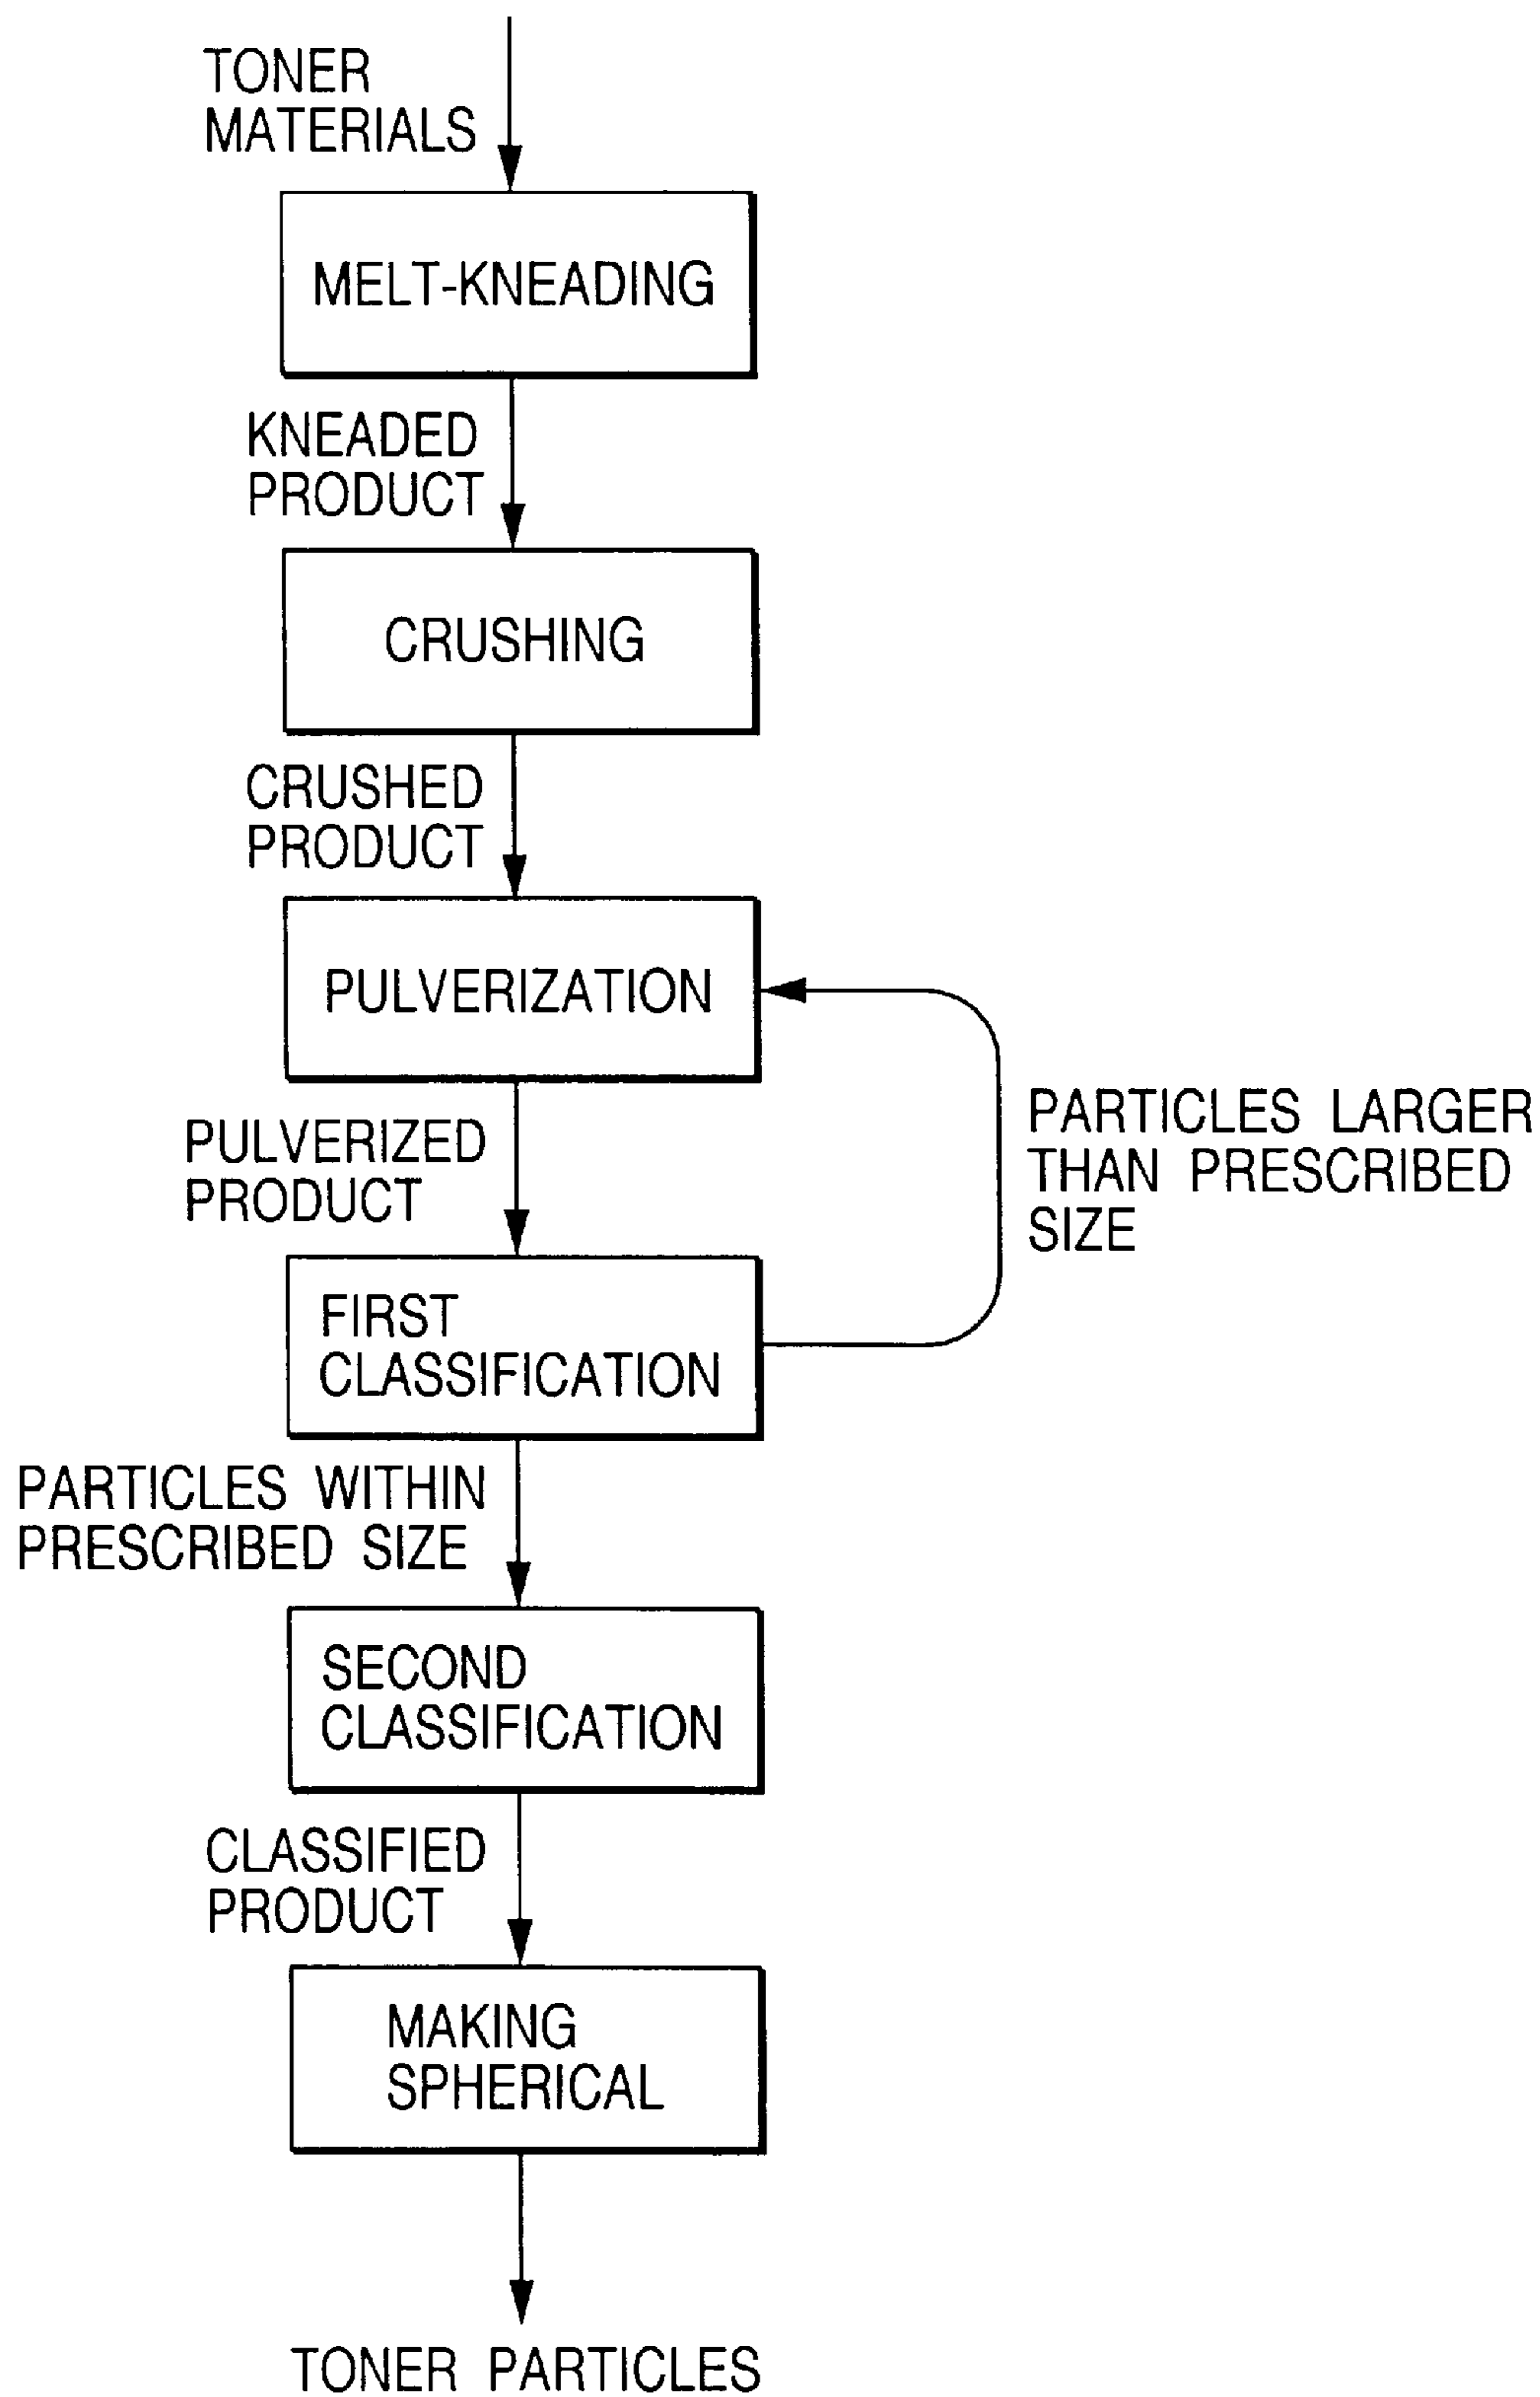 TONER
MATERIALS
MELT-KNEADING
KNEADED
PRODUCT
CRUSHING
CRUSHED
PRODUCT
PULVERIZATION
PULVERIZED
PRODUCT
PARTICLES LARGER
THAN PRESCRIBED
SIZE
FIRST
CLASSIFICATION
PARTICLES WITHIN
PRESCRIBED SIZE
SECOND
CLASSIFICATION
CLASSIFIED
PRODUCT
MAKING
SPHERICAL
TONER PARTICLES